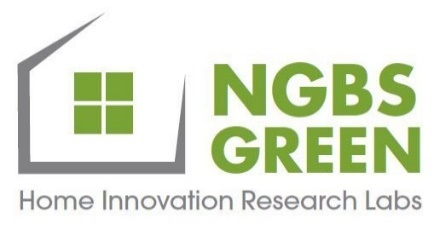 NGBS
GREEN
Home Innovation Research Labs